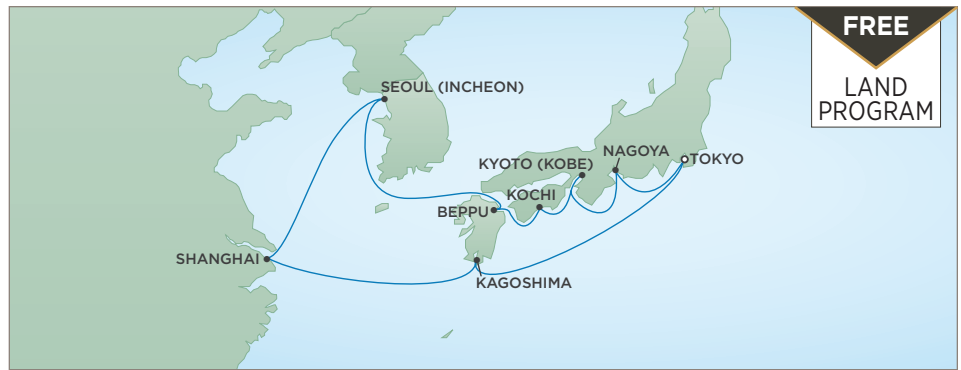 FREE
LAND
PROGRAM
SEOUL (INCHEON)
NAGOYA
KYOTO (KOBE)
TOKYO
KOCHI
BEPPU
SHANGHAI
KAGOSHIMA